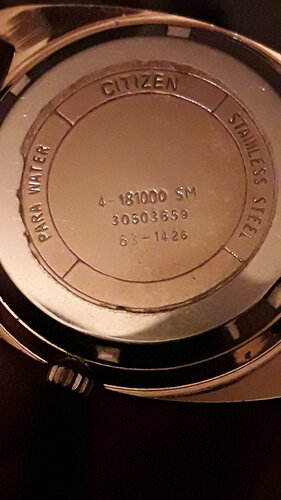 CITIZEN
PARA WATER
STAINLESS STEEL
4-181000 SM
30503659
63-1426